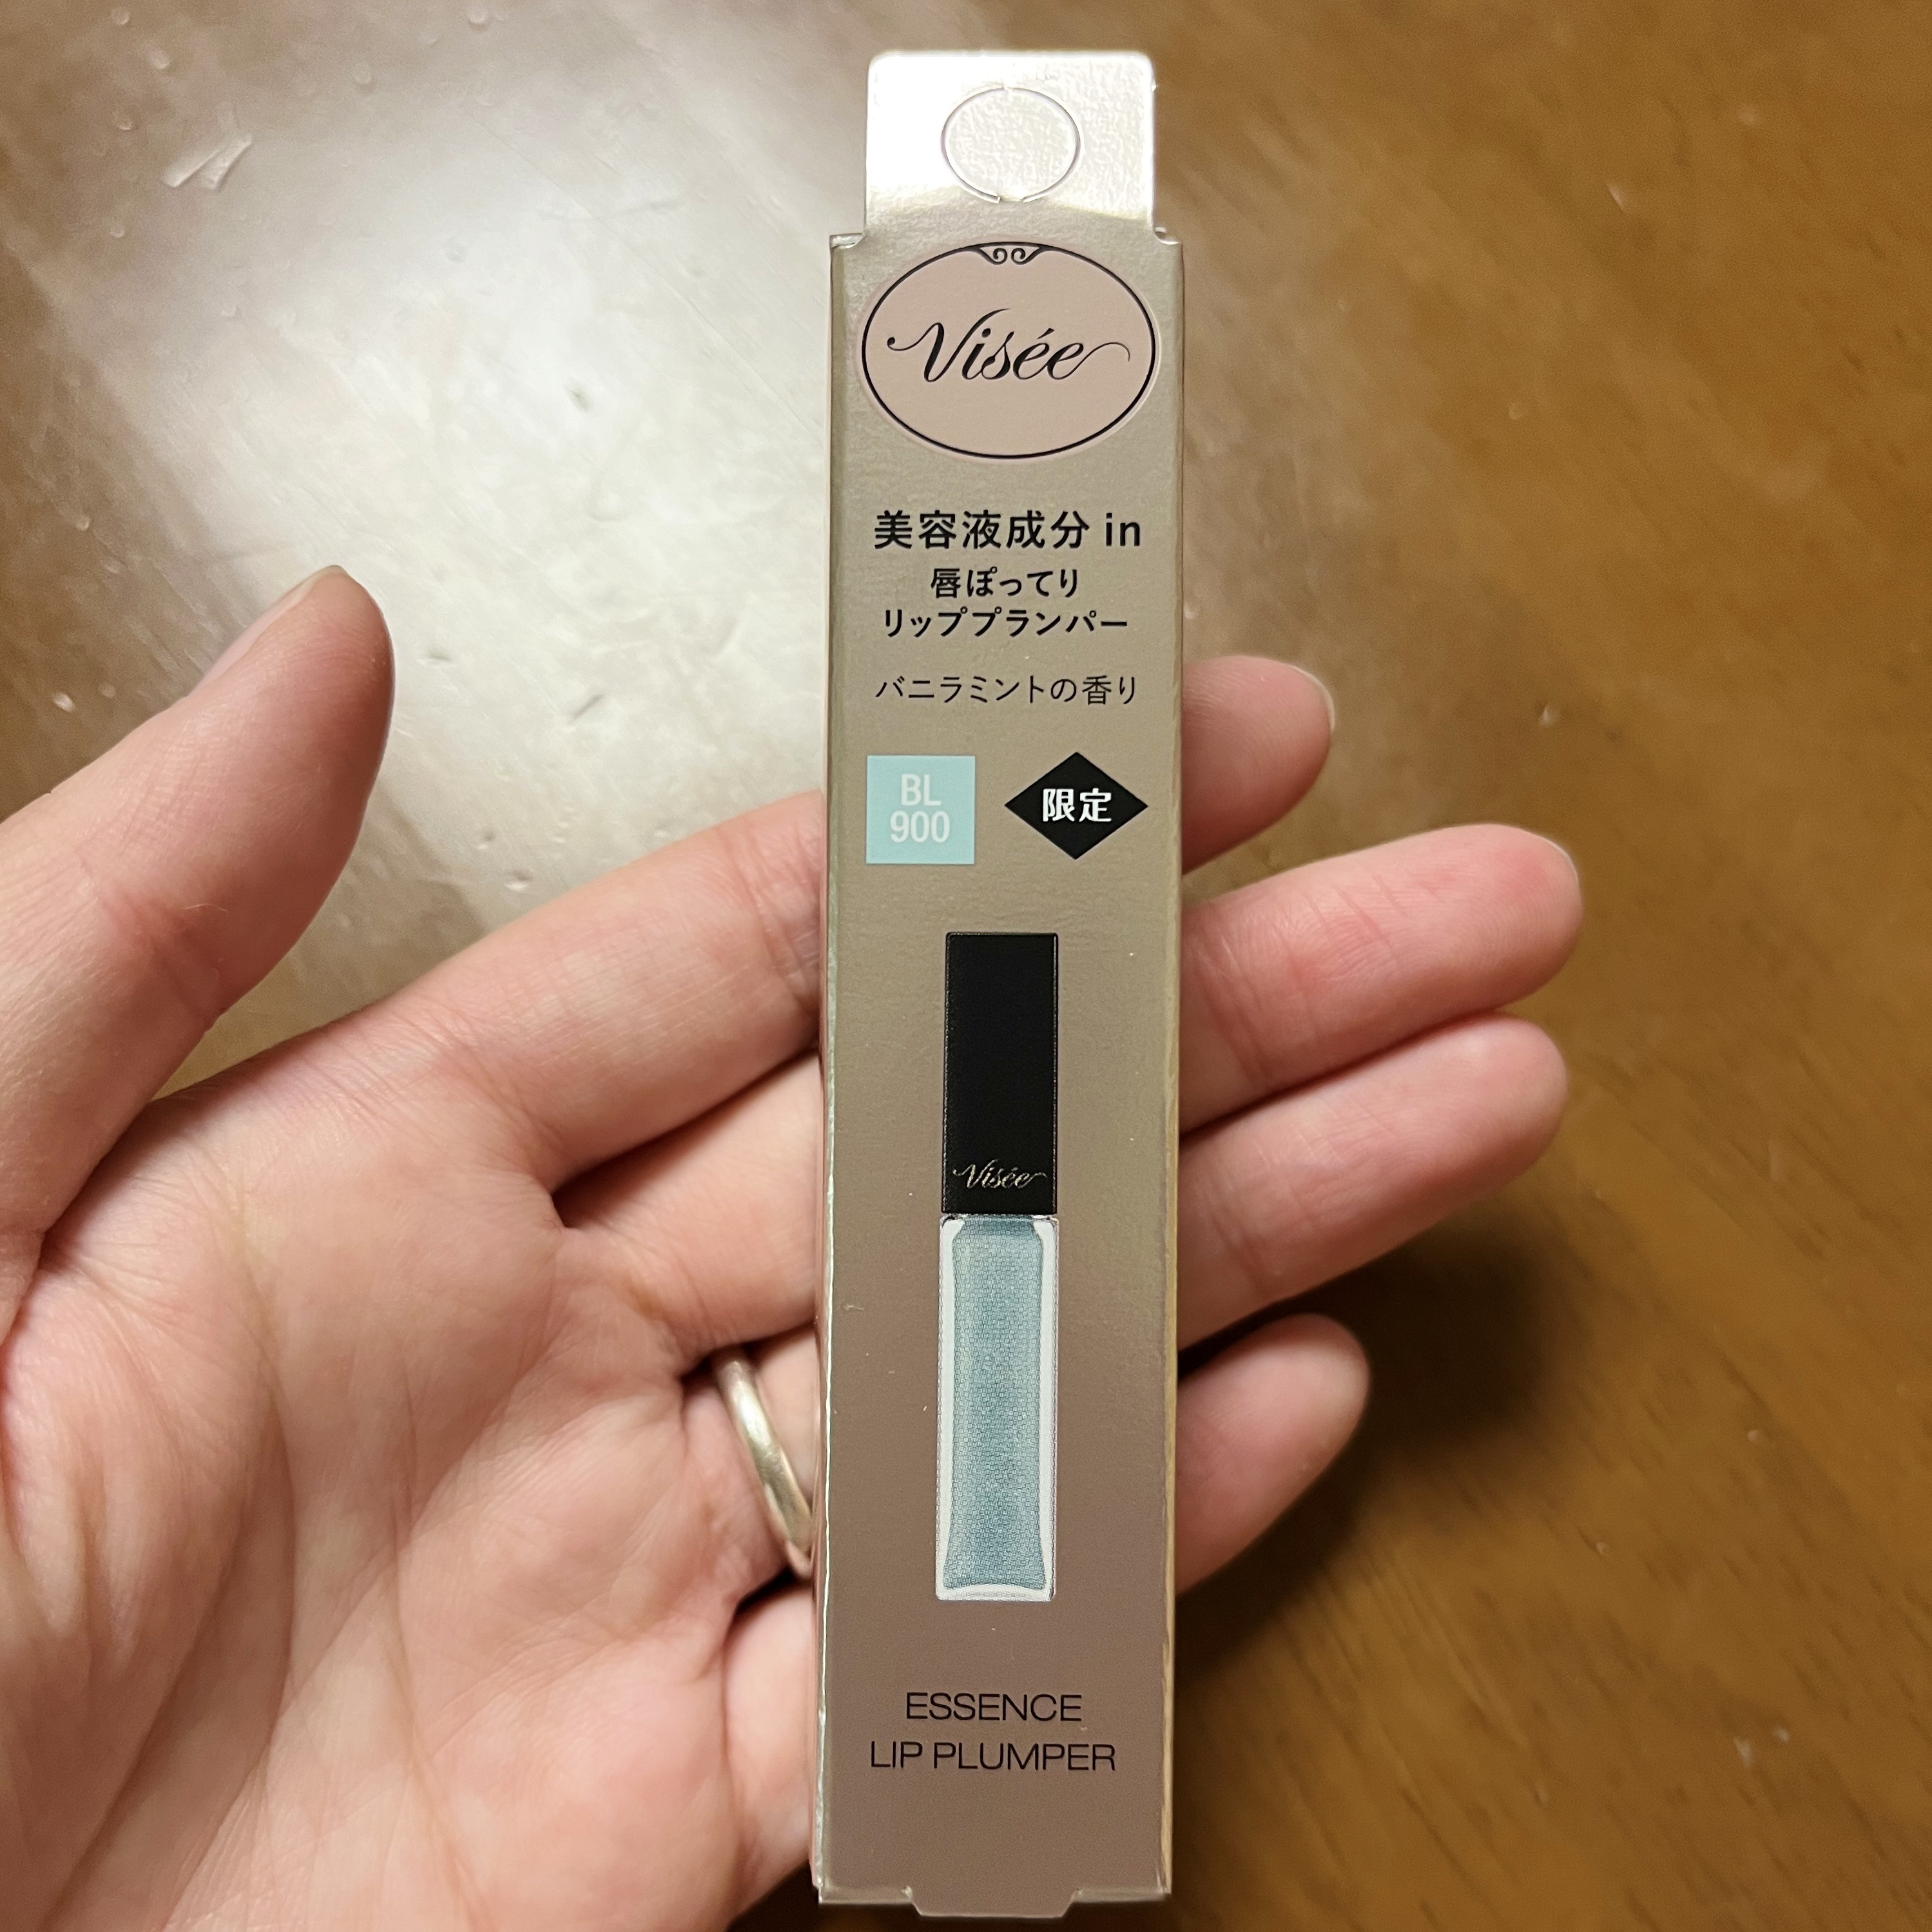 Visée
美容液成分 in
唇ぽってり
リッププランパー
バニラミントの香り
BL
900
限定
Visée
ESSENCE
LIP PLUMPER